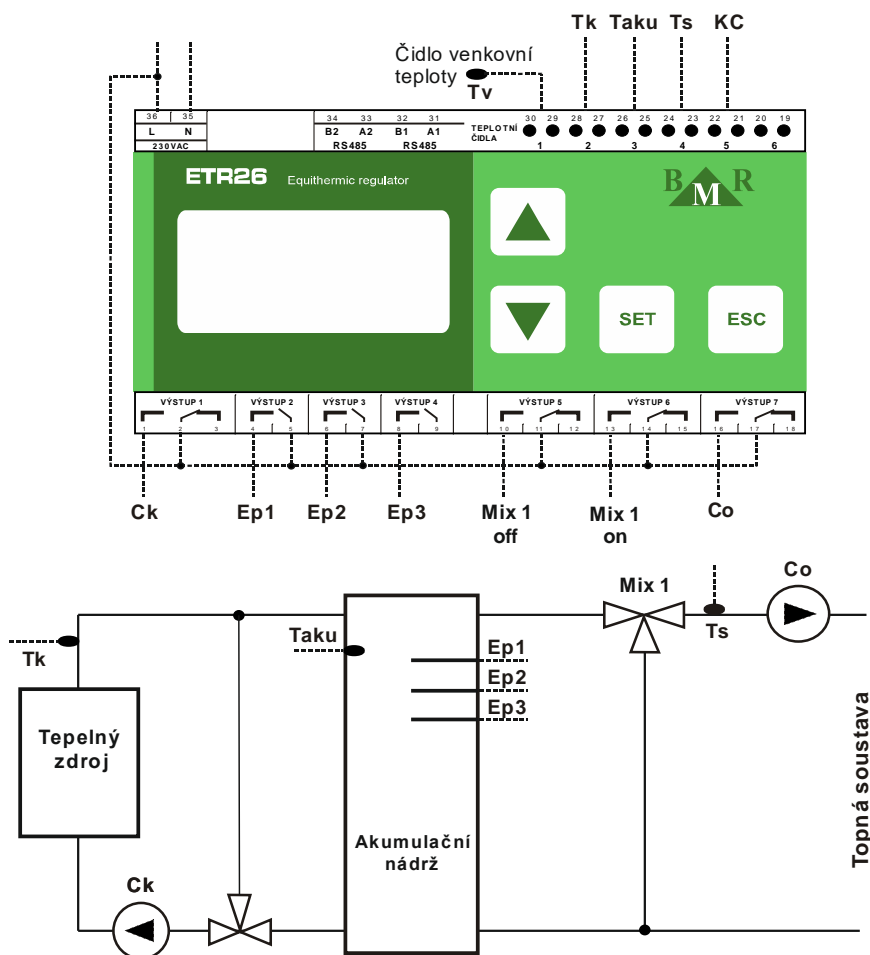 Tk Taku Ts KC
Čidlo venkovní
teploty
Tv
36 35
L N
230VAC
34 33 32 31
B2 A2 B1 A1
RS485 RS485
TEPLOTNÍ
ČIDLA
30 29 28 27 26 25 24 23 22 21 20 19
1 2 3 4 5 6
ETR26 Equithermic regulator
B M R
SET ESC
VÝSTUP 1 VÝSTUP 2 VÝSTUP 3 VÝSTUP 4 VÝSTUP 5 VÝSTUP 6 VÝSTUP 7
1 2 3 4 5 6 7 8 9 10 11 12 13 14 15 16 17 18
Ck Ep1 Ep2 Ep3 Mix 1 Mix 1 Co
off on
Co
Mix 1
Ts
Tk
Taku
Ep1
Ep2
Ep3
Tepelný
zdroj
Topná soustava
Akumulační
nádrž
Ck